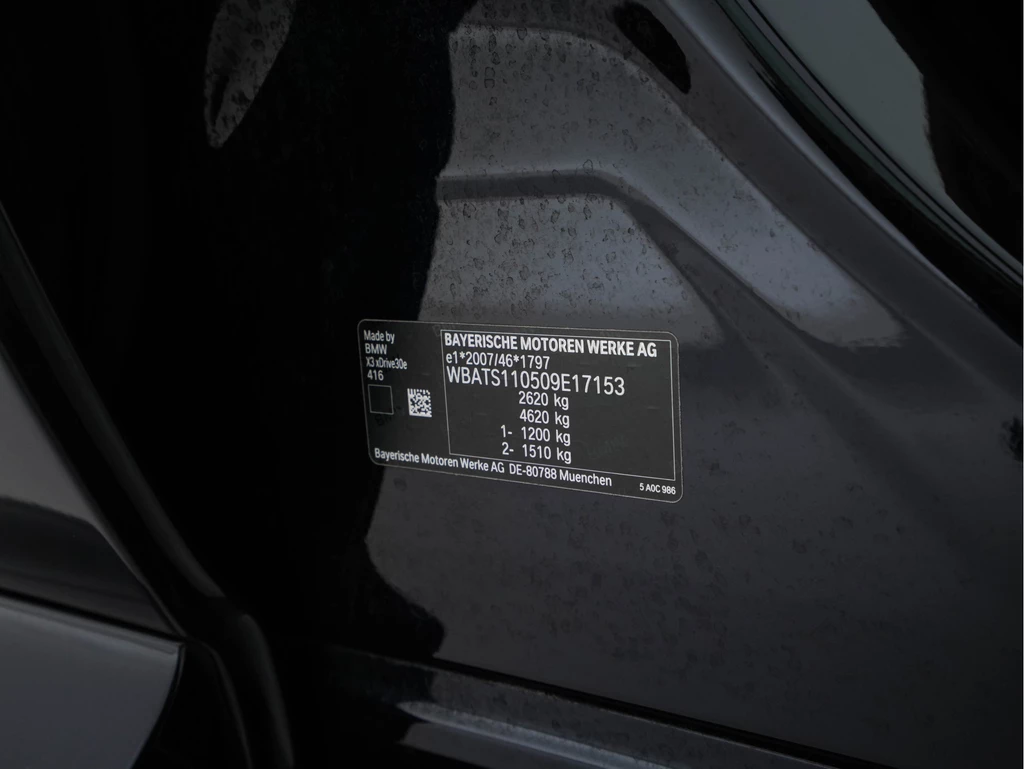 Made by
BMW
X3 xDrive30e
416
BAYERISCHE MOTOREN WERKE AG
e1*2007/46*1797
WBATS110509E17153
2620 kg
4620 kg
1- 1200 kg
2- 1510 kg
Bayerische Motoren Werke AG DE-80788 Muenchen
5 A0C 986